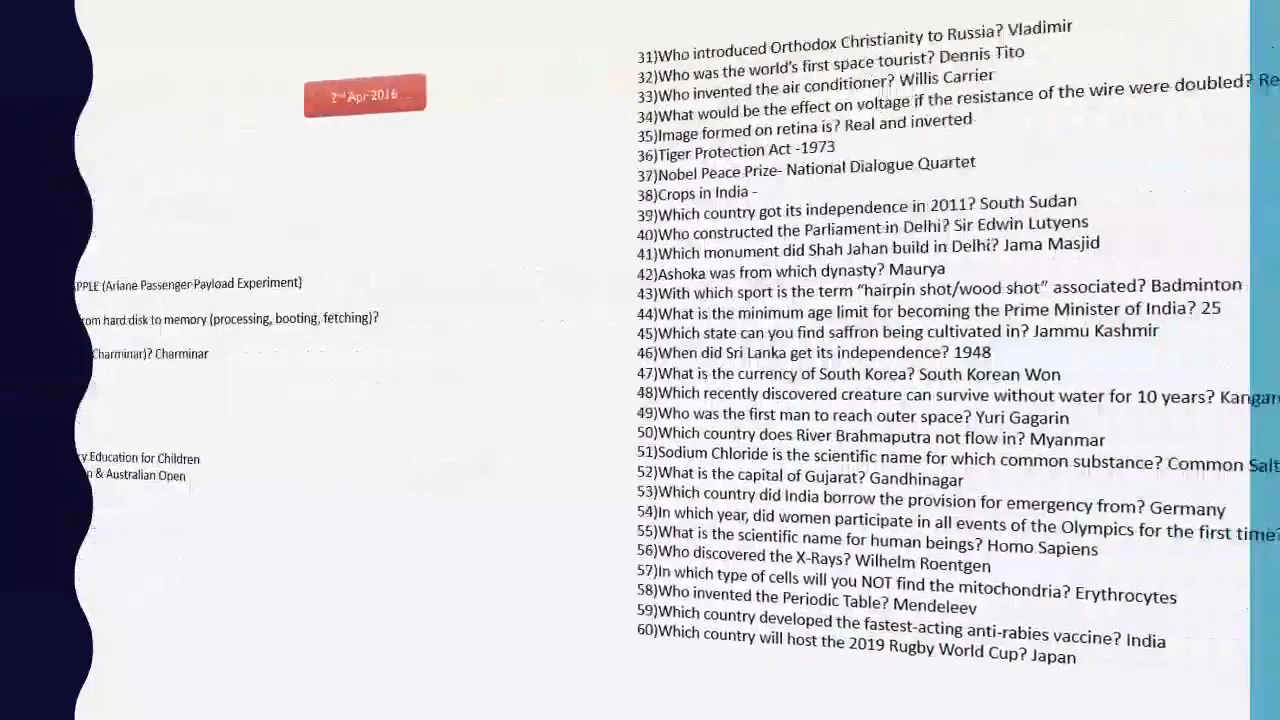 2nd Apr 2016
PPLE (Ariane Passenger Payload Experiment)
rom hard disk to memory (processing, booting, fetching)?
Charminar)? Charminar
y Education for Children
n & Australian Open
31)Who introduced Orthodox Christianity to Russia? Vladimir
32)Who was the world's first space tourist? Dennis Tito
33)Who invented the air conditioner? Willis Carrier
34)What would be the effect on voltage if the resistance of the wire were doubled? Re
35)Image formed on retina is? Real and inverted
36)Tiger Protection Act -1973
37)Nobel Peace Prize- National Dialogue Quartet
38)Crops in India -
39)Which country got its independence in 2011? South Sudan
40)Who constructed the Parliament in Delhi? Sir Edwin Lutyens
41)Which monument did Shah Jahan build in Delhi? Jama Masjid
42)Ashoka was from which dynasty? Maurya
43)With which sport is the term "hairpin shot/wood shot" associated? Badminton
44)What is the minimum age limit for becoming the Prime Minister of India? 25
45)Which state can you find saffron being cultivated in? Jammu Kashmir
46)When did Sri Lanka get its independence? 1948
47)What is the currency of South Korea? South Korean Won
48)Which recently discovered creature can survive without water for 10 years? Kangar
49)Who was the first man to reach outer space? Yuri Gagarin
50)Which country does River Brahmaputra not flow in? Myanmar
51)Sodium Chloride is the scientific name for which common substance? Common Salt
52)What is the capital of Gujarat? Gandhinagar
53)Which country did India borrow the provision for emergency from? Germany
54)In which year, did women participate in all events of the Olympics for the first time?
55)What is the scientific name for human beings? Homo Sapiens
56)Who discovered the X-Rays? Wilhelm Roentgen
57)In which type of cells will you NOT find the mitochondria? Erythrocytes
58)Who invented the Periodic Table? Mendeleev
59)Which country developed the fastest-acting anti-rabies vaccine? India
60)Which country will host the 2019 Rugby World Cup? Japan